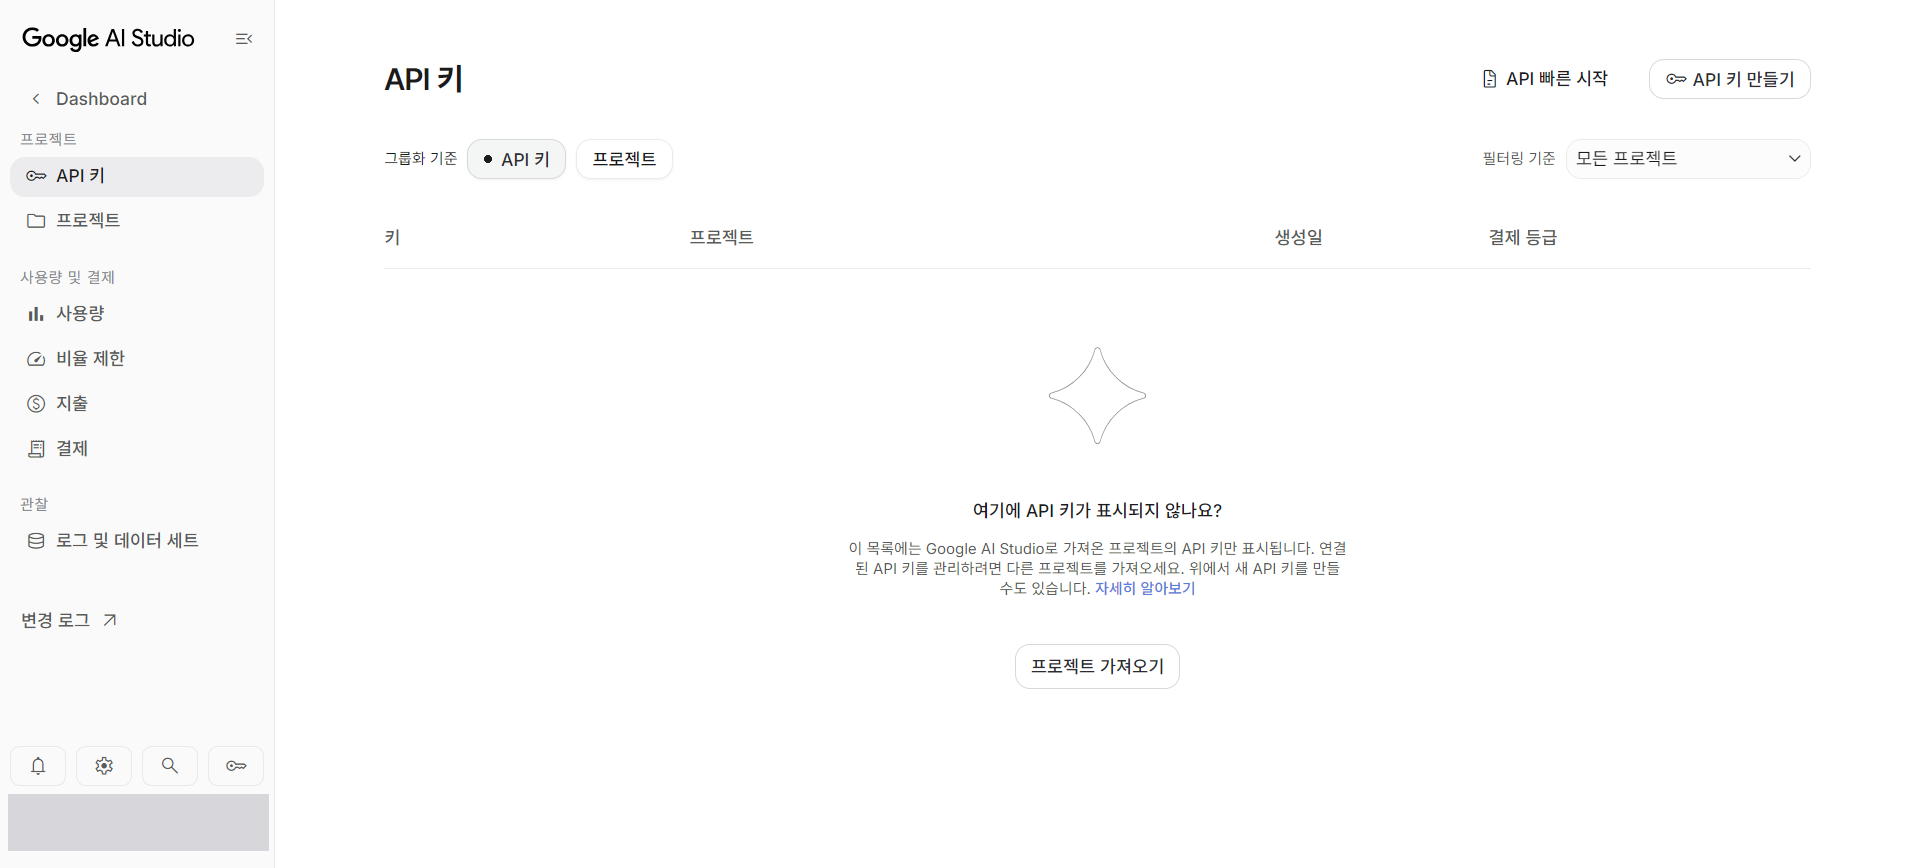 Google AI Studio
Dashboard
프로젝트
API 키
프로젝트
사용량 및 결제
사용량
비율 제한
지출
결제
관찰
로그 및 데이터 세트
변경 로그
API 키
API 빠른 시작
API 키 만들기
그룹화 기준
API 키
프로젝트
필터링 기준
모든 프로젝트
키
프로젝트
생성일
결제 등급
여기에 API 키가 표시되지 않나요?
이 목록에는 Google AI Studio로 가져온 프로젝트의 API 키만 표시됩니다. 연결
된 API 키를 관리하려면 다른 프로젝트를 가져오세요. 위에서 새 API 키를 만들
수도 있습니다. 자세히 알아보기
프로젝트 가져오기